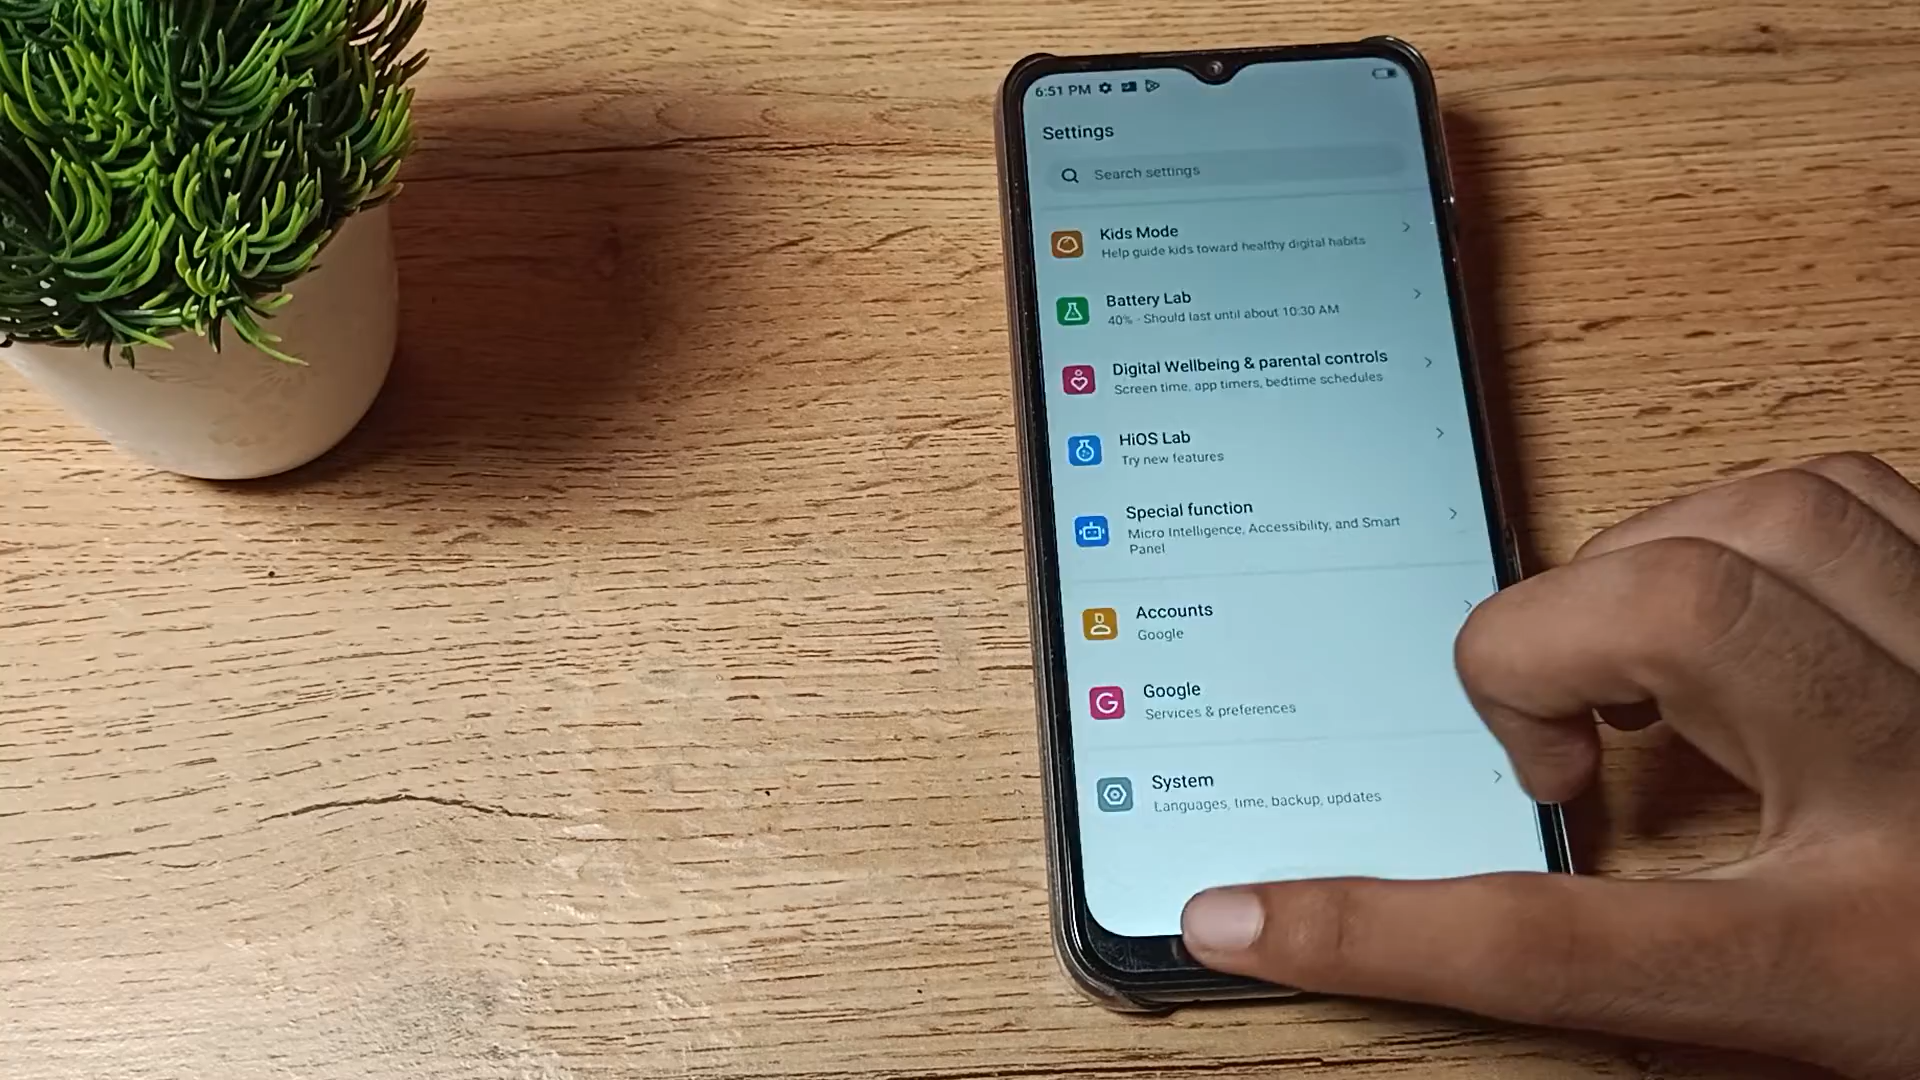 6:51 PM
Settings
Search settings
Kids Mode
Help guide kids toward healthy digital habits
Battery Lab
40% - Should last until about 10:30 AM
Digital Wellbeing & parental controls
Screen time, app timers, bedtime schedules
HiOS Lab
Try new features
Special function
Micro Intelligence, Accessibility, and Smart
Panel
Accounts
Google
Google
Services & preferences
System
Languages, time, backup, updates